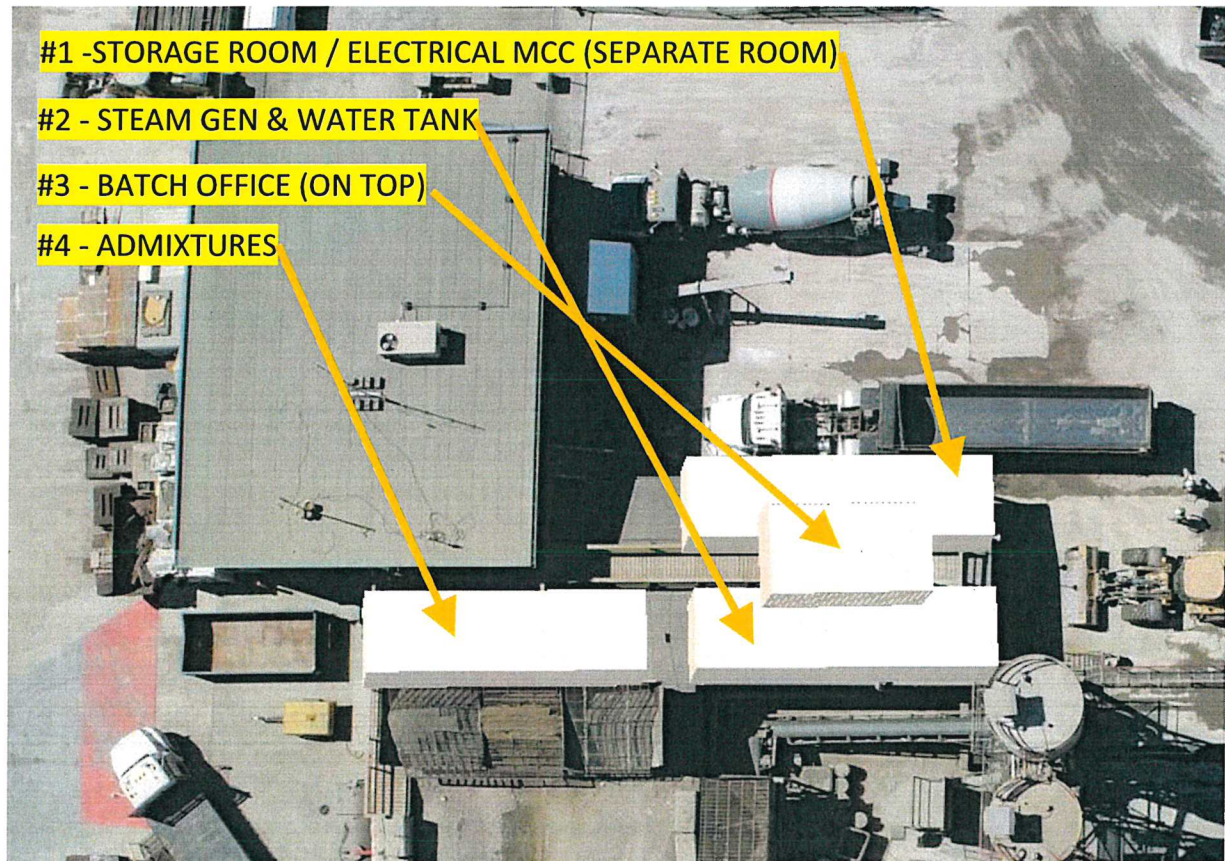 #1 -STORAGE ROOM / ELECTRICAL MCC (SEPARATE ROOM)
#2 - STEAM GEN & WATER TANK
#3 - BATCH OFFICE (ON TOP)
#4 - ADMIXTURES